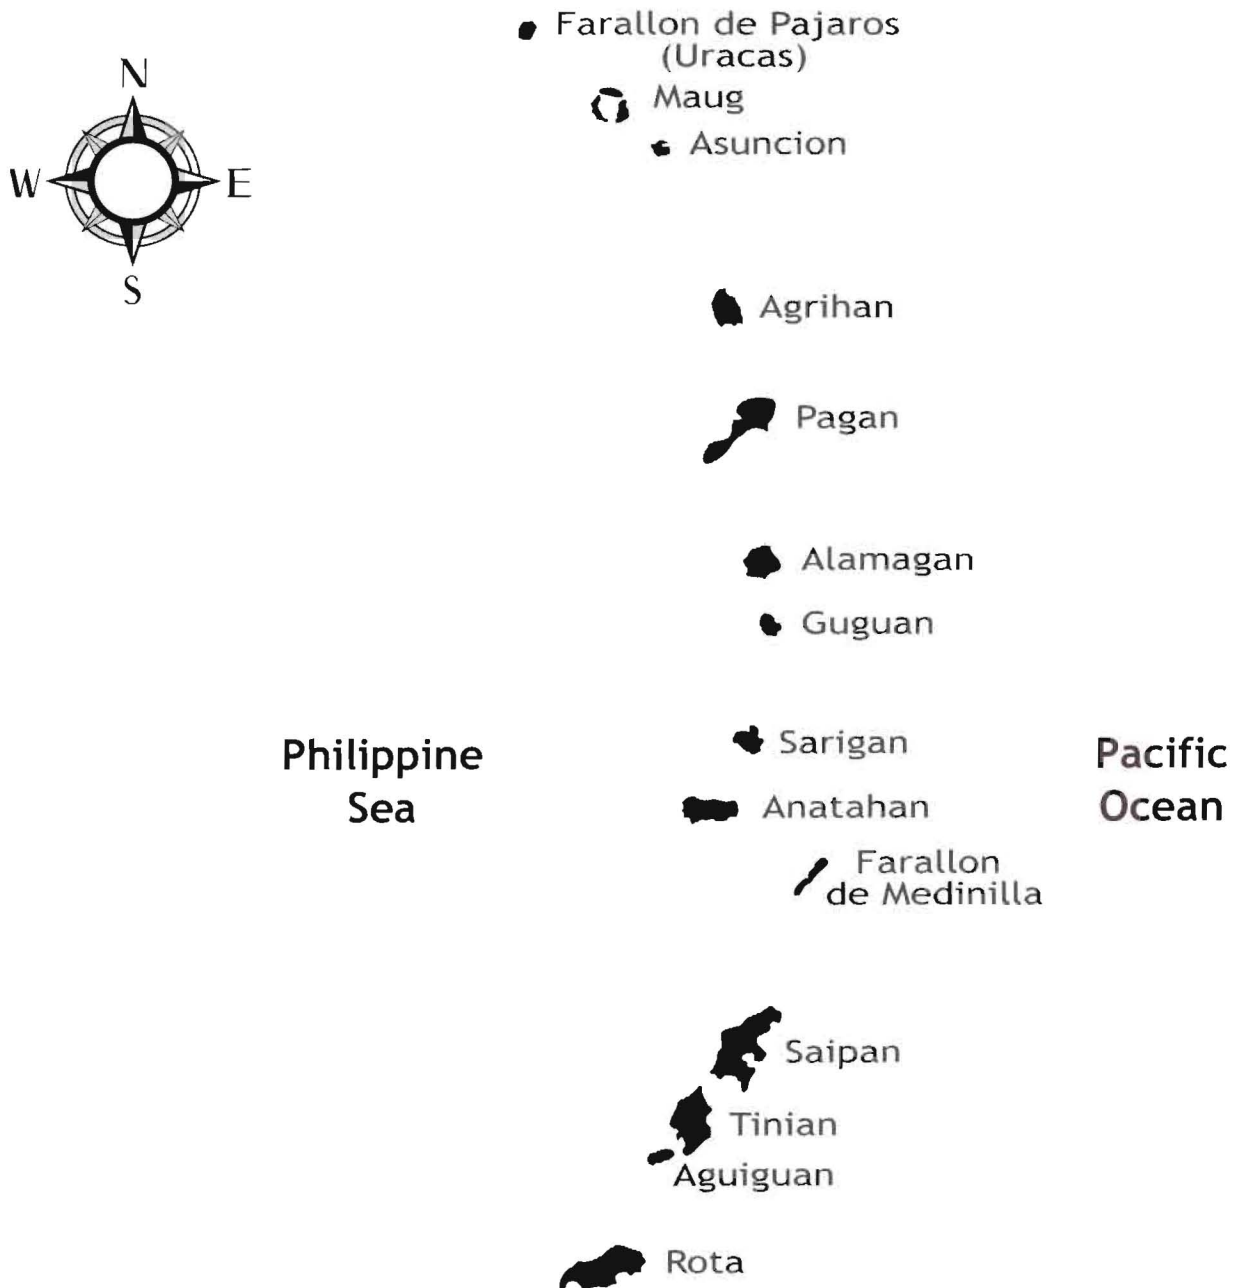 Farallon de Pajaros
(Uracas)
N
Maug
Asuncion
W
E
S
Agrihan
Pagan
Alamagan
Guguan
Sarigan
Philippine
Sea
Pacific
Ocean
Anatahan
Farallon
de Medinilla
Saipan
Tinian
Aguiguan
Rota